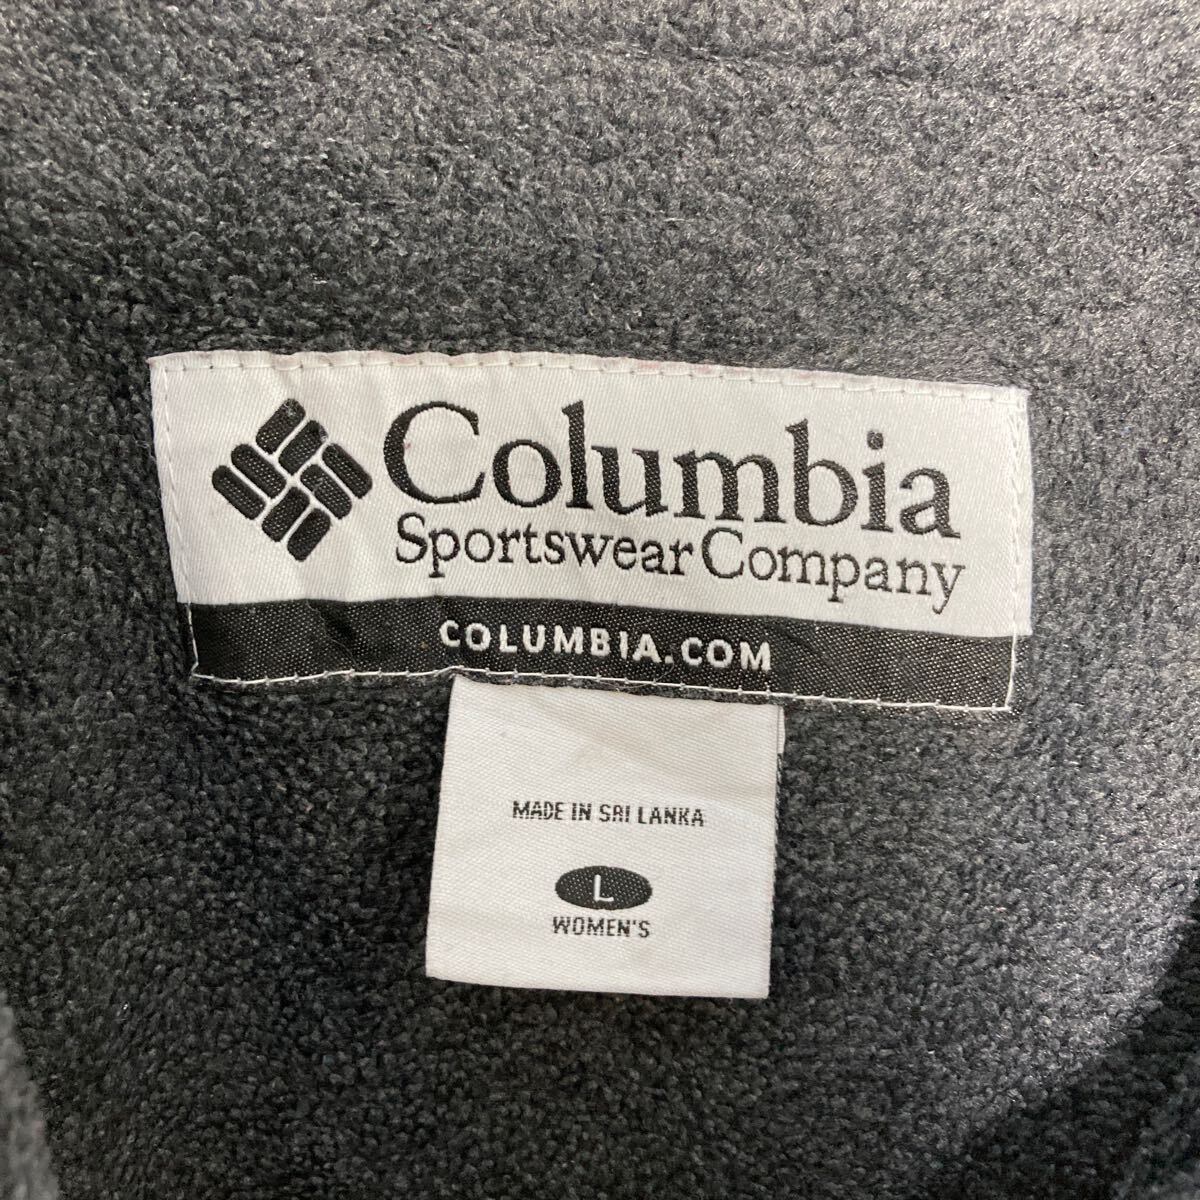 Columbia
Sportswear Company
COLUMBIA.COM
MADE IN SRI LANKA
L
WOMEN'S